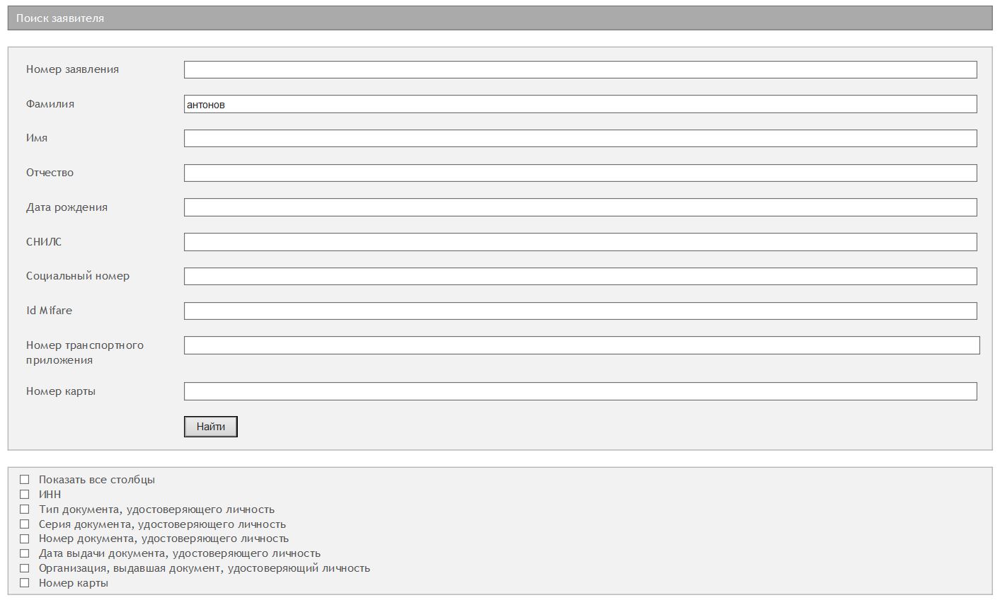 Поиск заявителя
Номер заявления
Фамилия
антонов
Имя
Отчество
Дата рождения
СНИЛС
Социальный номер
Id Mifare
Номер транспортного
приложения
Номер карты
Найти
Показать все столбцы
ИНН
Тип документа, удостоверяющего личность
Серия документа, удостоверяющего личность
Номер документа, удостоверяющего личность
Дата выдачи документа, удостоверяющего личность
Организация, выдавшая документ, удостоверяющий личность
Номер карты